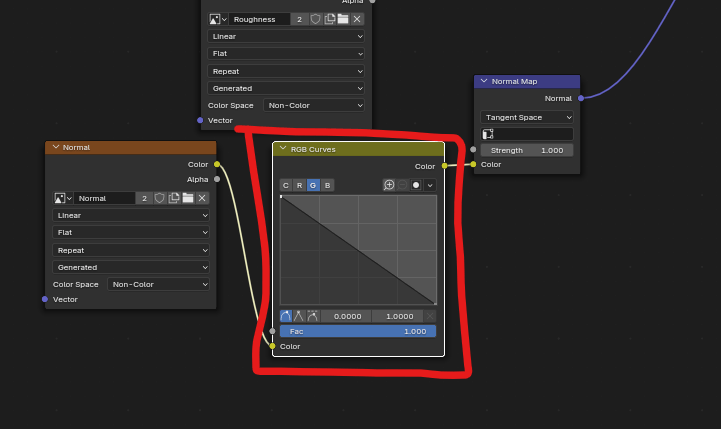 Alpha
Roughness 2
Linear
Flat
Repeat
Generated
Color Space Non-Color
Vector
Normal Map
Normal
Tangent Space
Strength 1.000
Color
Normal
Color
Alpha
Normal 2
Linear
Flat
Repeat
Generated
Color Space Non-Color
Vector
RGB Curves
Color
C R G B
0.0000 1.0000
Fac 1.000
Color